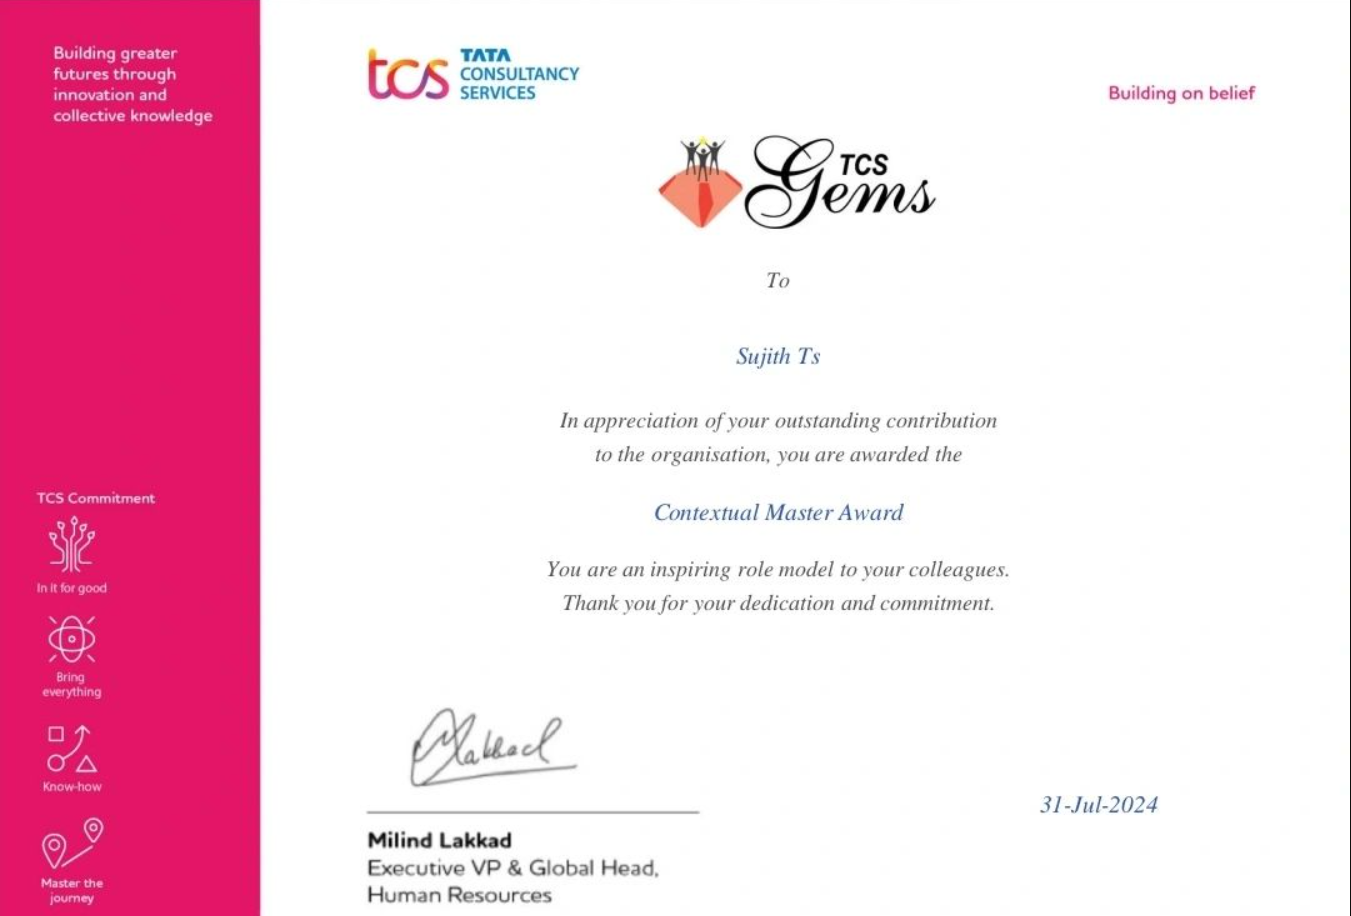 Building greater
futures through
innovation and
collective knowledge
tcs TATA
CONSULTANCY
SERVICES
Building on belief
TCS
Gems
To
Sujith Ts
In appreciation of your outstanding contribution
to the organisation, you are awarded the
Contextual Master Award
You are an inspiring role model to your colleagues.
Thank you for your dedication and commitment.
TCS Commitment
In it for good
Bring
everything
Know-how
Master the
journey
Lakkad
31-Jul-2024
Milind Lakkad
Executive VP & Global Head,
Human Resources